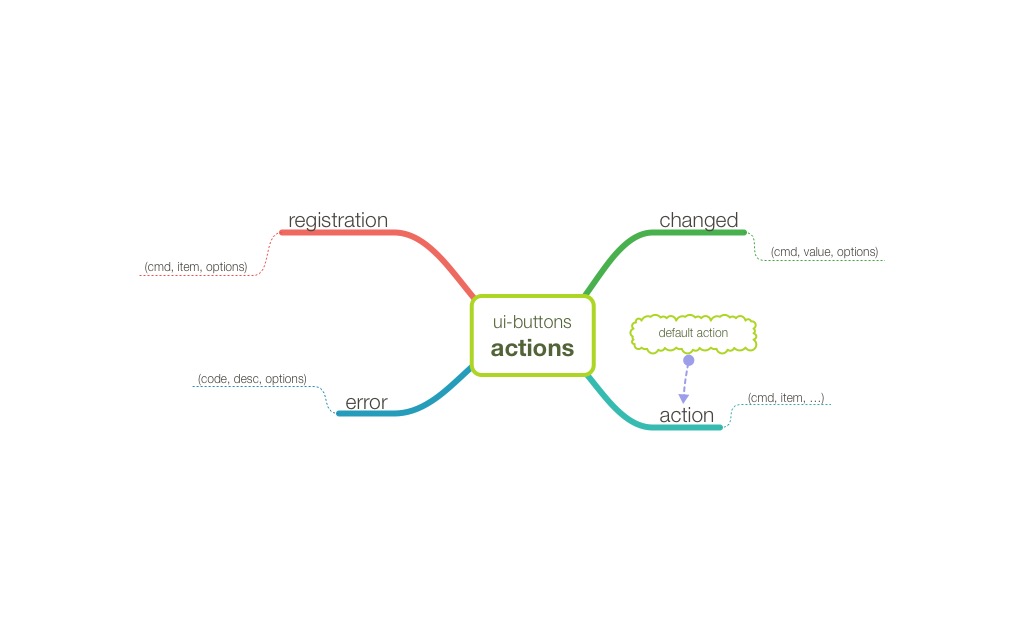 registration
changed
(cmd, value, options)
(cmd, item, options)
ui-buttons
actions
default action
(code, desc, options)
error
(cmd, item, ...)
action